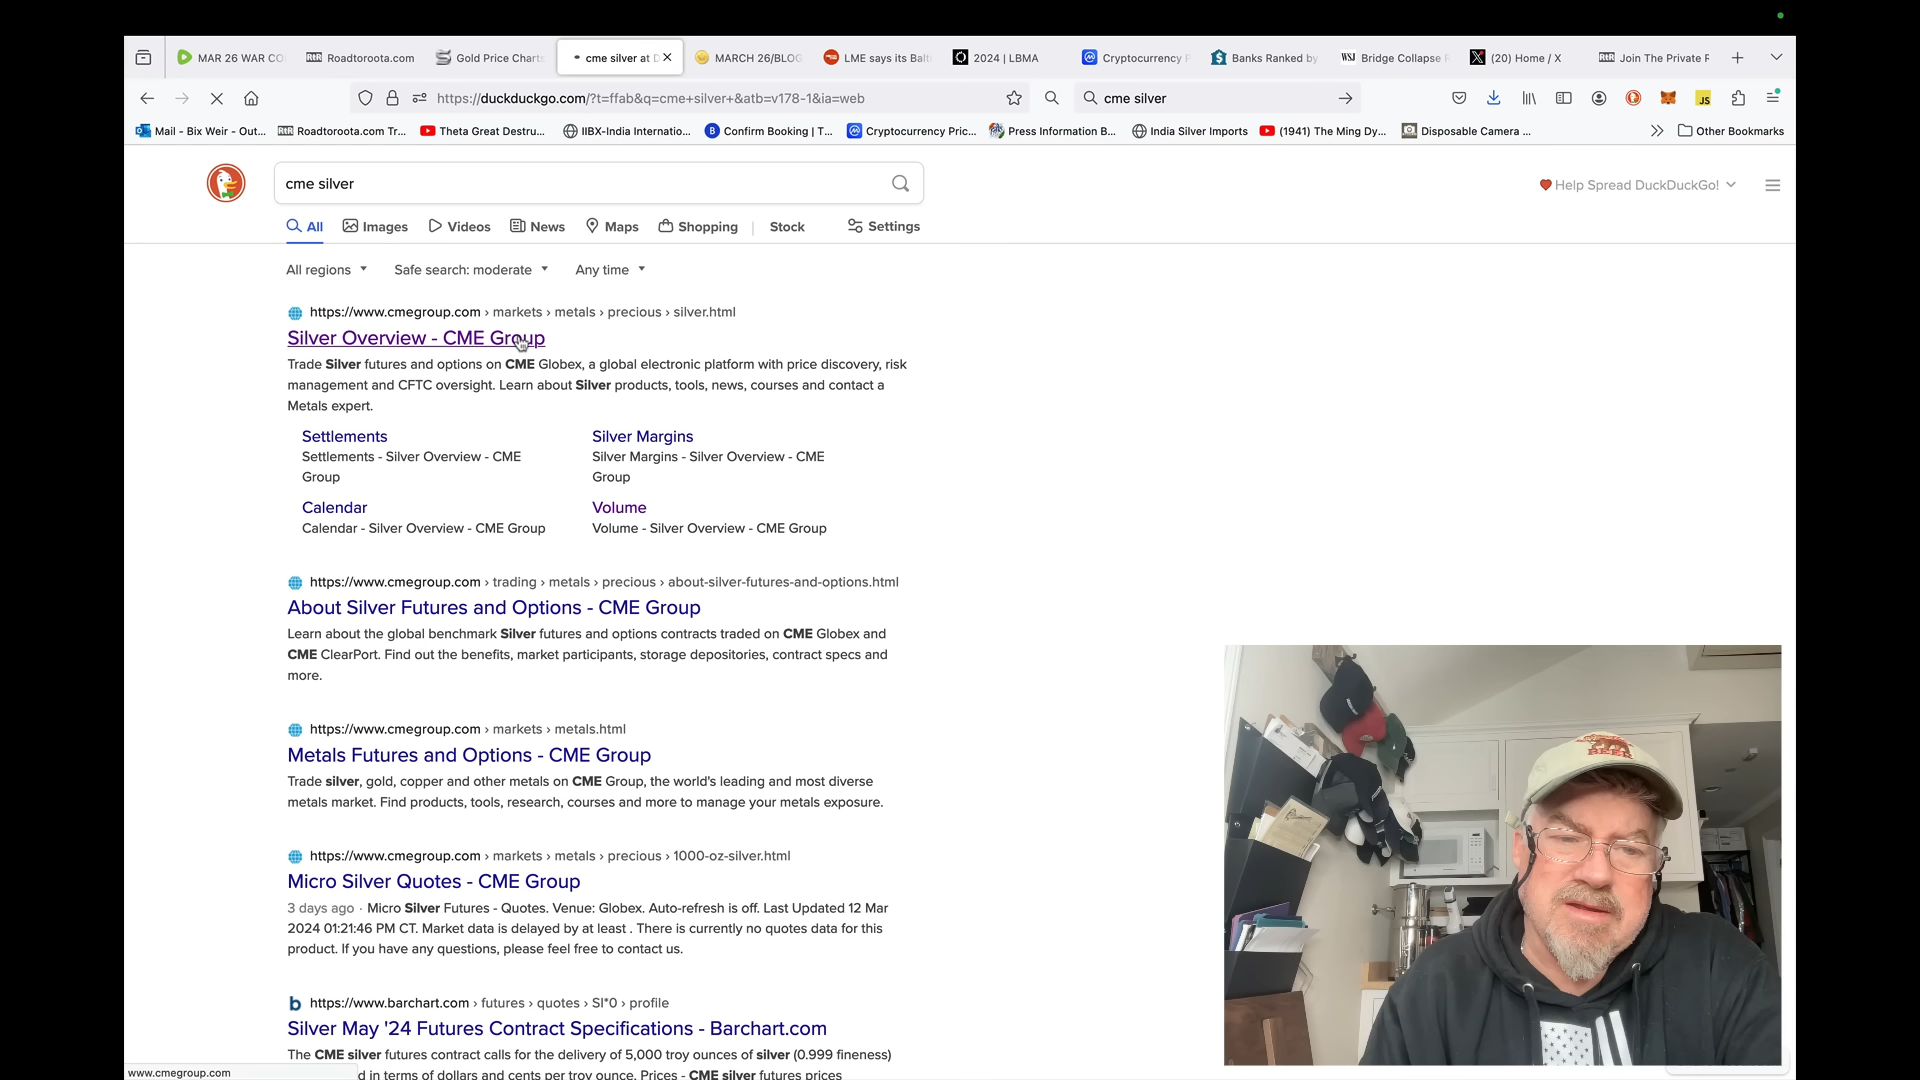 MAR 26 WAR CO
Roadtoroota.com
Gold Price Charts
cme silver at D
MARCH 26/BLOG
LME says its Balt
2024 | LBMA
Cryptocurrency P
Banks Ranked by
WSJ Bridge Collapse R
(20) Home / X
Join The Private R
https://duckduckgo.com/?t=ffab&q=cme+silver+&atb=v178-1&ia=web
cme silver
JS
Mail - Bix Weir - Out...
Roadtoroota.com Tr...
Theta Great Destru...
IIBX-India Internatio...
Confirm Booking | T...
Cryptocurrency Pric...
Press Information B...
India Silver Imports
(1941) The Ming Dy...
Disposable Camera ...
Other Bookmarks
cme silver
Help Spread DuckDuckGo!
All
Images
Videos
News
Maps
Shopping
Stock
Settings
All regions
Safe search: moderate
Any time
https://www.cmegroup.com › markets › metals › precious › silver.html
Silver Overview - CME Group
Trade Silver futures and options on CME Globex, a global electronic platform with price discovery, risk
management and CFTC oversight. Learn about Silver products, tools, news, courses and contact a
Metals expert.
Settlements
Settlements - Silver Overview - CME
Group
Silver Margins
Silver Margins - Silver Overview - CME
Group
Calendar
Calendar - Silver Overview - CME Group
Volume
Volume - Silver Overview - CME Group
https://www.cmegroup.com › trading › metals › precious › about-silver-futures-and-options.html
About Silver Futures and Options - CME Group
Learn about the global benchmark Silver futures and options contracts traded on CME Globex and
CME ClearPort. Find out the benefits, market participants, storage depositories, contract specs and
more.
https://www.cmegroup.com › markets › metals.html
Metals Futures and Options - CME Group
Trade silver, gold, copper and other metals on CME Group, the world's leading and most diverse
metals market. Find products, tools, research, courses and more to manage your metals exposure.
https://www.cmegroup.com › markets › metals › precious › 1000-oz-silver.html
Micro Silver Quotes - CME Group
3 days ago · Micro Silver Futures - Quotes. Venue: Globex. Auto-refresh is off. Last Updated 12 Mar
2024 01:21:46 PM CT. Market data is delayed by at least . There is currently no quotes data for this
product. If you have any questions, please feel free to contact us.
https://www.barchart.com › futures › quotes › SI*0 › profile
Silver May '24 Futures Contract Specifications - Barchart.com
The CME silver futures contract calls for the delivery of 5,000 troy ounces of silver (0.999 fineness)
d in terms of dollars and cents per troy ounce. Prices - CME silver futures prices
www.cmegroup.com
BEER